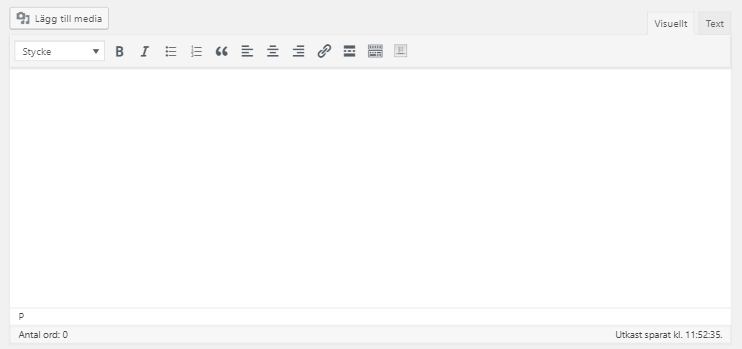 Lägg till media
Visuellt Text
Stycke
P
Antal ord: 0
Utkast sparat kl. 11:52:35.